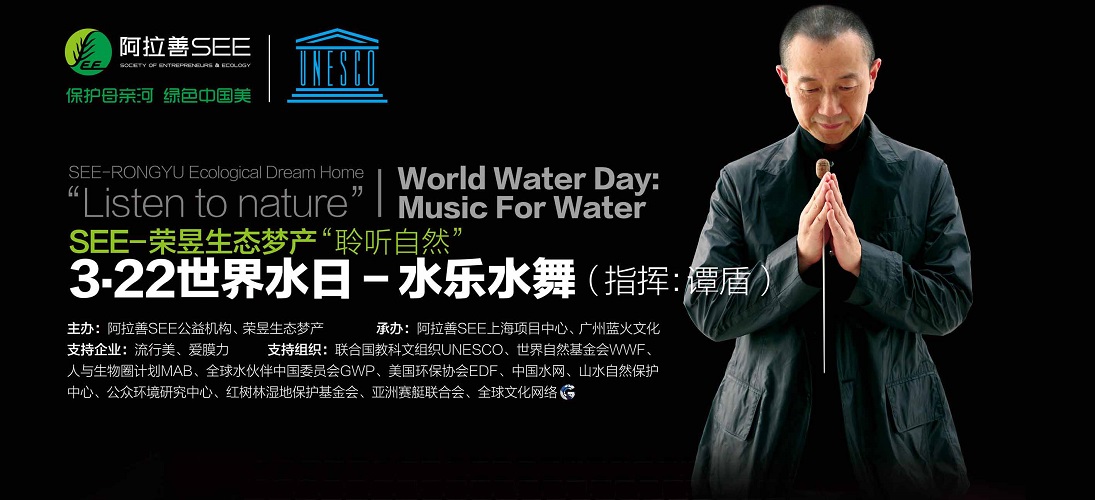 阿拉善SEE
SOCIETY OF ENTREPRENEURS & ECOLOGY
SEE
UNESCO
保护母亲河 绿色中国美
SEE-RONGYU Ecological Dream Home
"Listen to nature"
World Water Day:
Music For Water
SEE-荣昱生态梦产“聆听自然”
3·22世界水日－水乐水舞（指挥：谭盾）
主办：阿拉善SEE公益机构、荣昱生态梦产 承办：阿拉善SEE上海项目中心、广州蓝火文化
支持企业：流行美、爱膜力 支持组织：联合国教科文组织UNESCO、世界自然基金会WWF、
人与生物圈计划MAB、全球水伙伴中国委员会GWP、美国环保协会EDF、中国水网、山水自然保护
中心、公众环境研究中心、红树林湿地保护基金会、亚洲赛艇联合会、全球文化网络